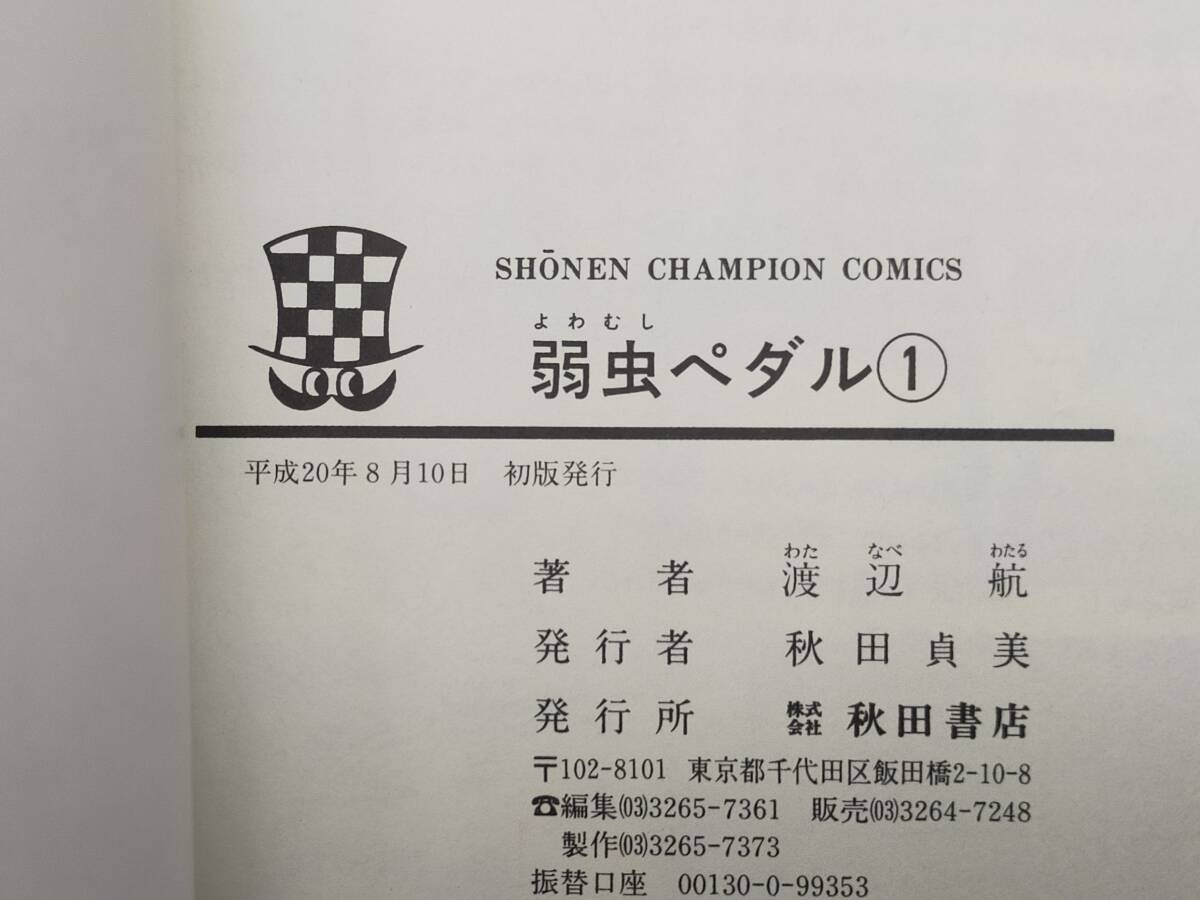 SHŌNEN CHAMPION COMICS
よわむし
弱虫ペダル①
平成20年8月10日 初版発行
わた なべ わたる
著者 渡辺 航
発行者 秋田貞美
発行所 株式会社 秋田書店
〒102-8101 東京都千代田区飯田橋2-10-8
☎編集(03)3265-7361 販売(03)3264-7248
製作(03)3265-7373
振替口座 00130-0-99353